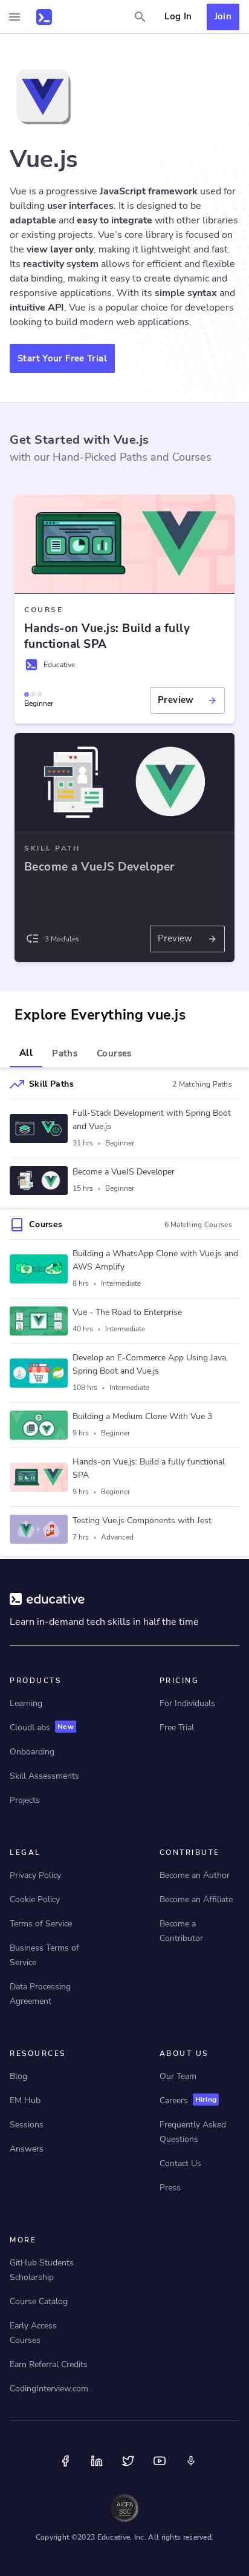 Log In
Join
Vue.js
Vue is a progressive JavaScript framework used for
building user interfaces. It is designed to be
adaptable and easy to integrate with other libraries
or existing projects. Vue's core library is focused on
the view layer only, making it lightweight and fast.
Its reactivity system allows for efficient and flexible
data binding, making it easy to create dynamic and
responsive applications. With its simple syntax and
intuitive API, Vue is a popular choice for developers
looking to build modern web applications.
Start Your Free Trial
Get Started with Vue.js
with our Hand-Picked Paths and Courses
COURSE
Hands-on Vue.js: Build a fully
functional SPA
Educative
Beginner
Preview
SKILL PATH
Become a VueJS Developer
3 Modules
Preview
Explore Everything vue.js
All
Paths
Courses
Skill Paths
2 Matching Paths
Full-Stack Development with Spring Boot
and Vue.js
31 hrs • Beginner
Become a VueJS Developer
15 hrs • Beginner
Courses
6 Matching Courses
Building a WhatsApp Clone with Vue.js and
AWS Amplify
8 hrs • Intermediate
Vue - The Road to Enterprise
40 hrs • Intermediate
Develop an E-Commerce App Using Java,
Spring Boot and Vue.js
108 hrs • Intermediate
Building a Medium Clone With Vue 3
9 hrs • Beginner
Hands-on Vue.js: Build a fully functional
SPA
9 hrs • Beginner
Testing Vue.js Components with Jest
7 hrs • Advanced
educative
Learn in-demand tech skills in half the time
PRODUCTS
Learning
CloudLabs New
Onboarding
Skill Assessments
Projects
PRICING
For Individuals
Free Trial
LEGAL
Privacy Policy
Cookie Policy
Terms of Service
Business Terms of
Service
Data Processing
Agreement
CONTRIBUTE
Become an Author
Become an Affiliate
Become a
Contributor
RESOURCES
Blog
EM Hub
Sessions
Answers
ABOUT US
Our Team
Careers Hiring
Frequently Asked
Questions
Contact Us
Press
MORE
GitHub Students
Scholarship
Course Catalog
Early Access
Courses
Earn Referral Credits
CodingInterview.com
AICPA
SOC
Copyright ©2023 Educative, Inc. All rights reserved.